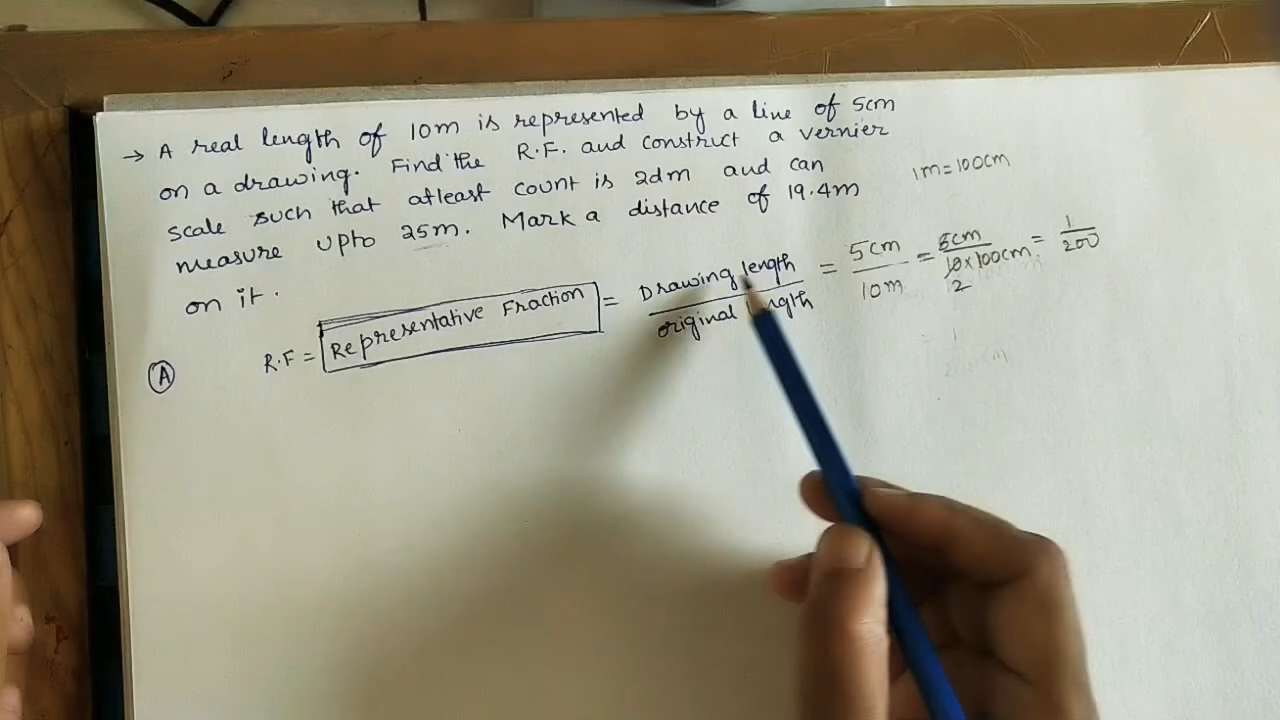 → A real length of 10m is represented by a line of 5cm
on a drawing. Find the R.F. and construct a vernier
scale such that atleast count is 2dm and can
measure upto 25m. Mark a distance of 19.4m
on it.
1m=100cm
Ⓐ R.F = Representative Fraction = Drawing length / original length = 5cm / 10m = 5cm / 10x100cm = 1 / 200
2